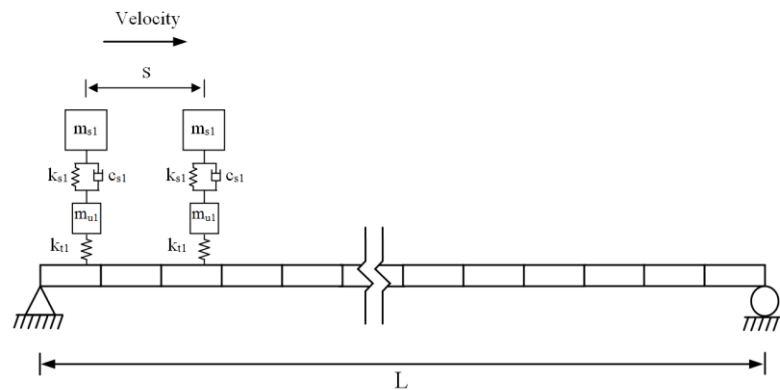 Velocity
S
m_s1 m_s1
k_s1 c_s1 k_s1 c_s1
m_u1 m_u1
k_t1 k_t1
L